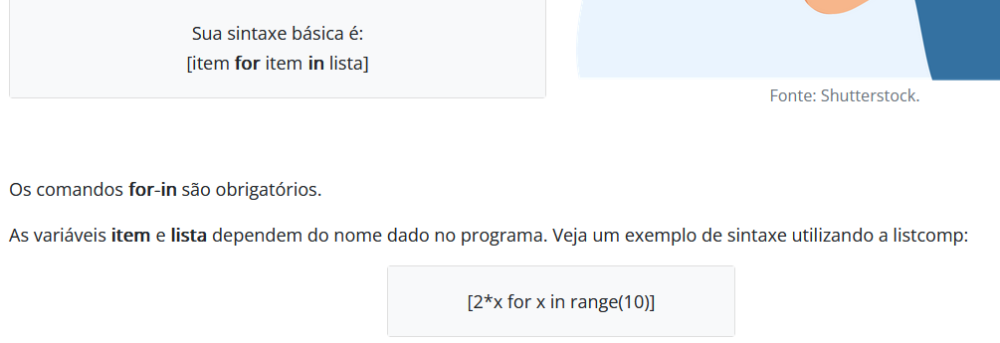 Sua sintaxe básica é:
[item for item in lista]
Fonte: Shutterstock.
Os comandos for-in são obrigatórios.
As variáveis item e lista dependem do nome dado no programa. Veja um exemplo de sintaxe utilizando a listcomp:
[2*x for x in range(10)]